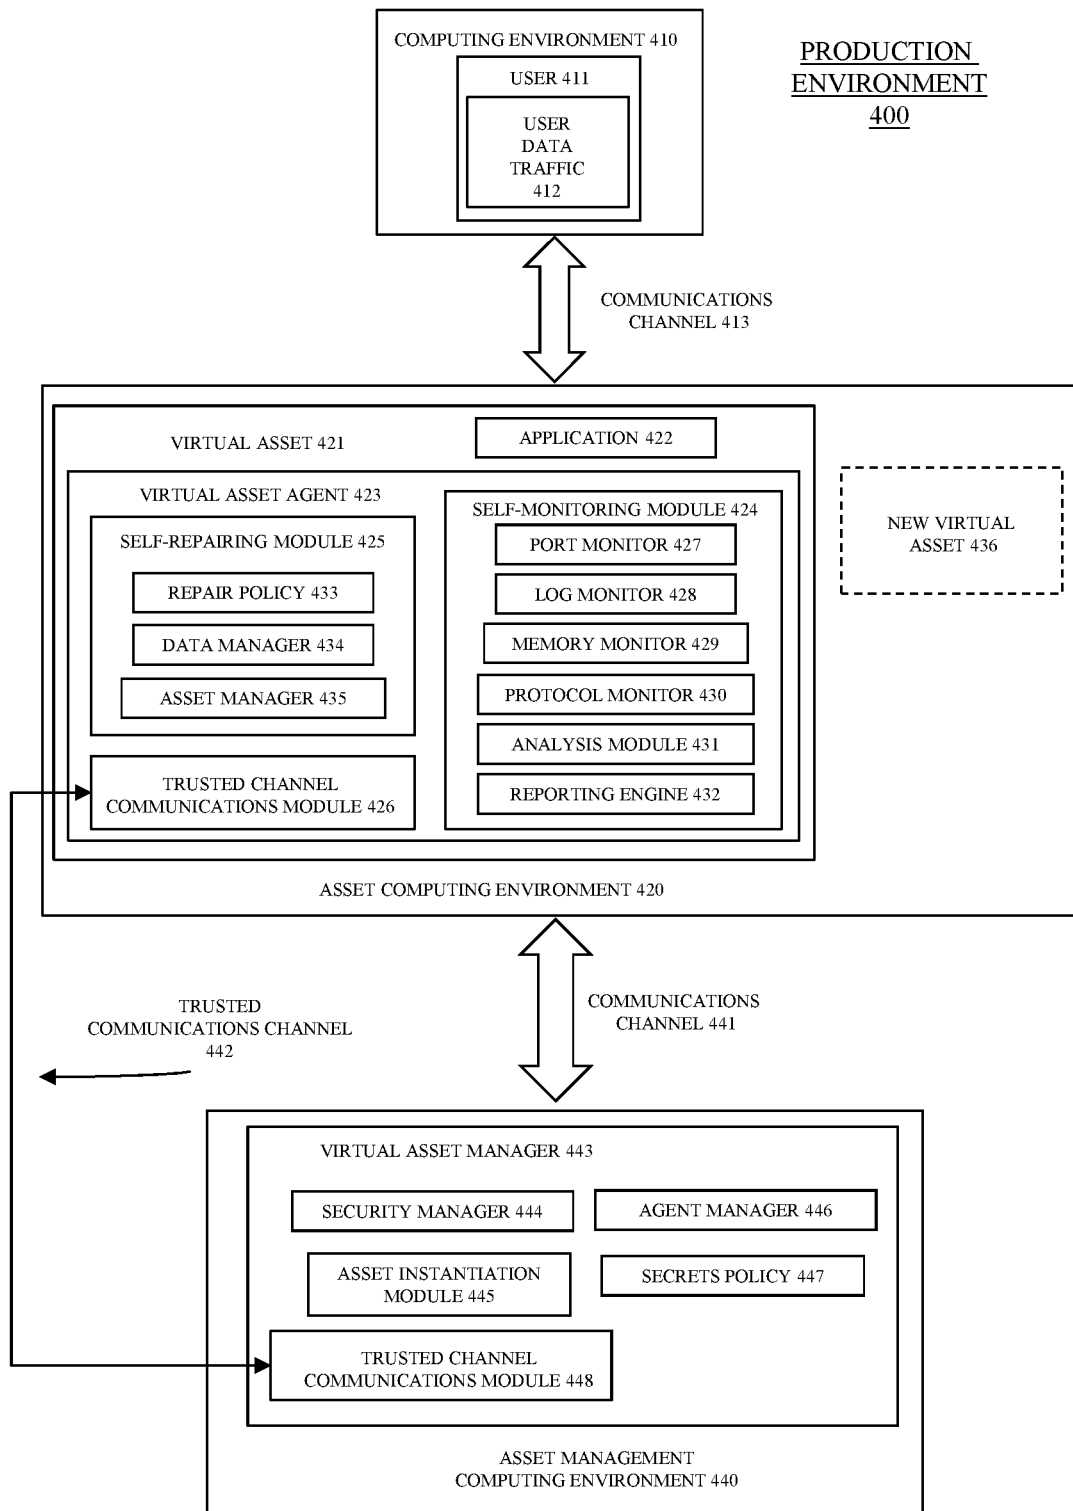 PRODUCTION
ENVIRONMENT
400
COMPUTING ENVIRONMENT 410
USER 411
USER
DATA
TRAFFIC
412
COMMUNICATIONS
CHANNEL 413
VIRTUAL ASSET 421
APPLICATION 422
VIRTUAL ASSET AGENT 423
SELF-REPAIRING MODULE 425
REPAIR POLICY 433
DATA MANAGER 434
ASSET MANAGER 435
TRUSTED CHANNEL
COMMUNICATIONS MODULE 426
SELF-MONITORING MODULE 424
PORT MONITOR 427
LOG MONITOR 428
MEMORY MONITOR 429
PROTOCOL MONITOR 430
ANALYSIS MODULE 431
REPORTING ENGINE 432
NEW VIRTUAL
ASSET 436
ASSET COMPUTING ENVIRONMENT 420
TRUSTED
COMMUNICATIONS CHANNEL
442
COMMUNICATIONS
CHANNEL 441
VIRTUAL ASSET MANAGER 443
SECURITY MANAGER 444
AGENT MANAGER 446
ASSET INSTANTIATION
MODULE 445
SECRETS POLICY 447
TRUSTED CHANNEL
COMMUNICATIONS MODULE 448
ASSET MANAGEMENT
COMPUTING ENVIRONMENT 440